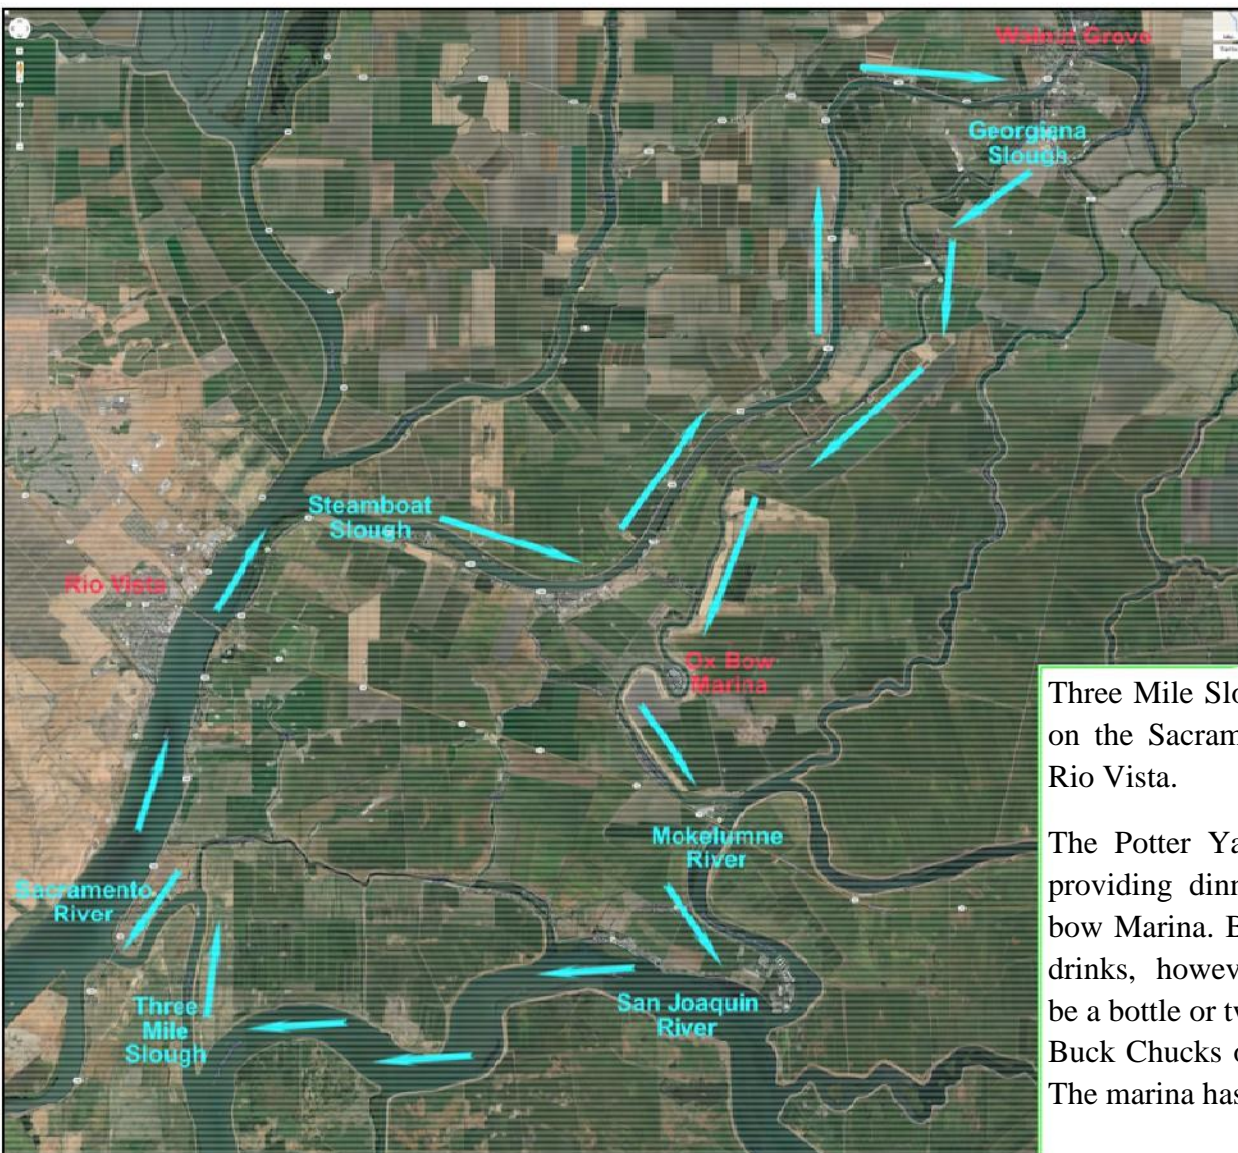 Walnut Grove
Georgiana
Slough
Steamboat
Slough
Rio Vista
Ox Bow
Marina
Mokelumne
River
Sacramento
River
San Joaquin
River
Three
Mile
Slough
Three Mile Slo
on the Sacram
Rio Vista.
The Potter Ya
providing dinn
bow Marina. B
drinks, howev
be a bottle or tw
Buck Chucks o
The marina has